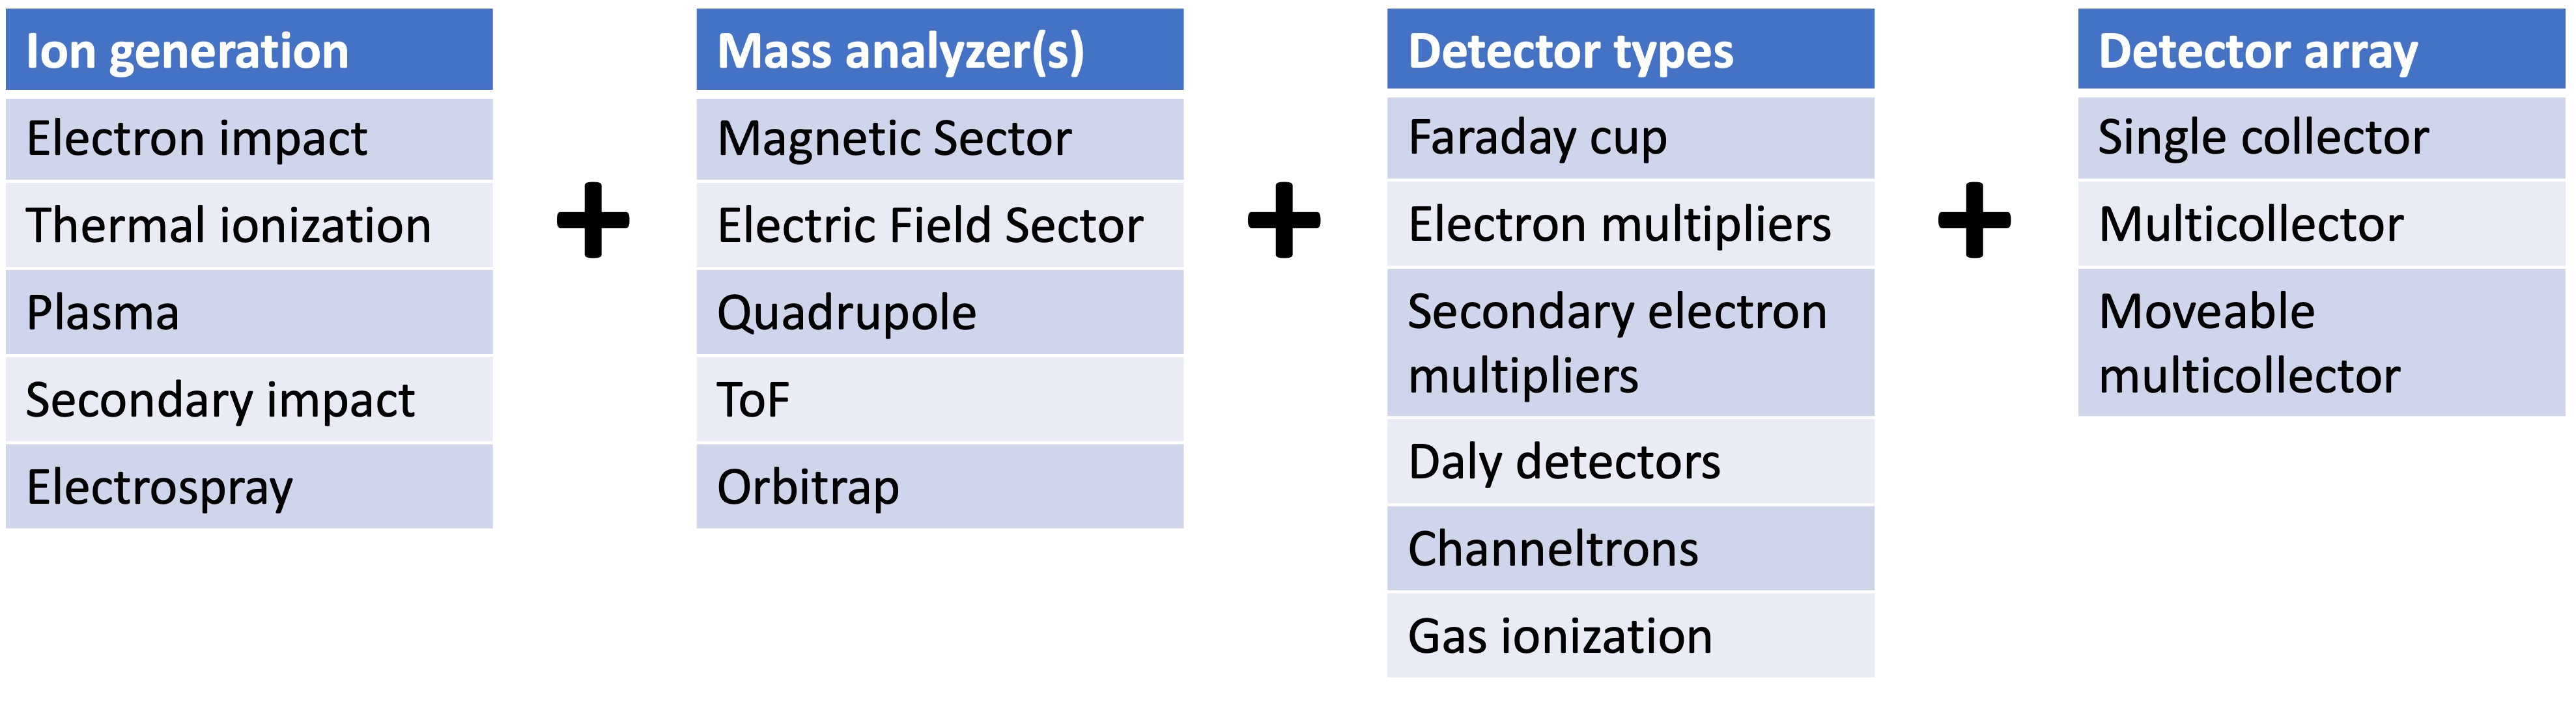 Ion generation
Electron impact
Thermal ionization
Plasma
Secondary impact
Electrospray
+
Mass analyzer(s)
Magnetic Sector
Electric Field Sector
Quadrupole
ToF
Orbitrap
+
Detector types
Faraday cup
Electron multipliers
Secondary electron
multipliers
Daly detectors
Channeltrons
Gas ionization
+
Detector array
Single collector
Multicollector
Moveable
multicollector